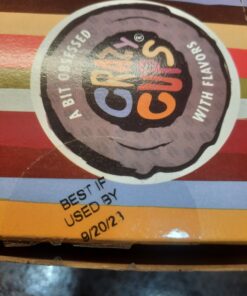 A BIT OBSESSED
CRAZY
CUPS
WITH FLAVORS
BEST IF
USED BY
9/20/21